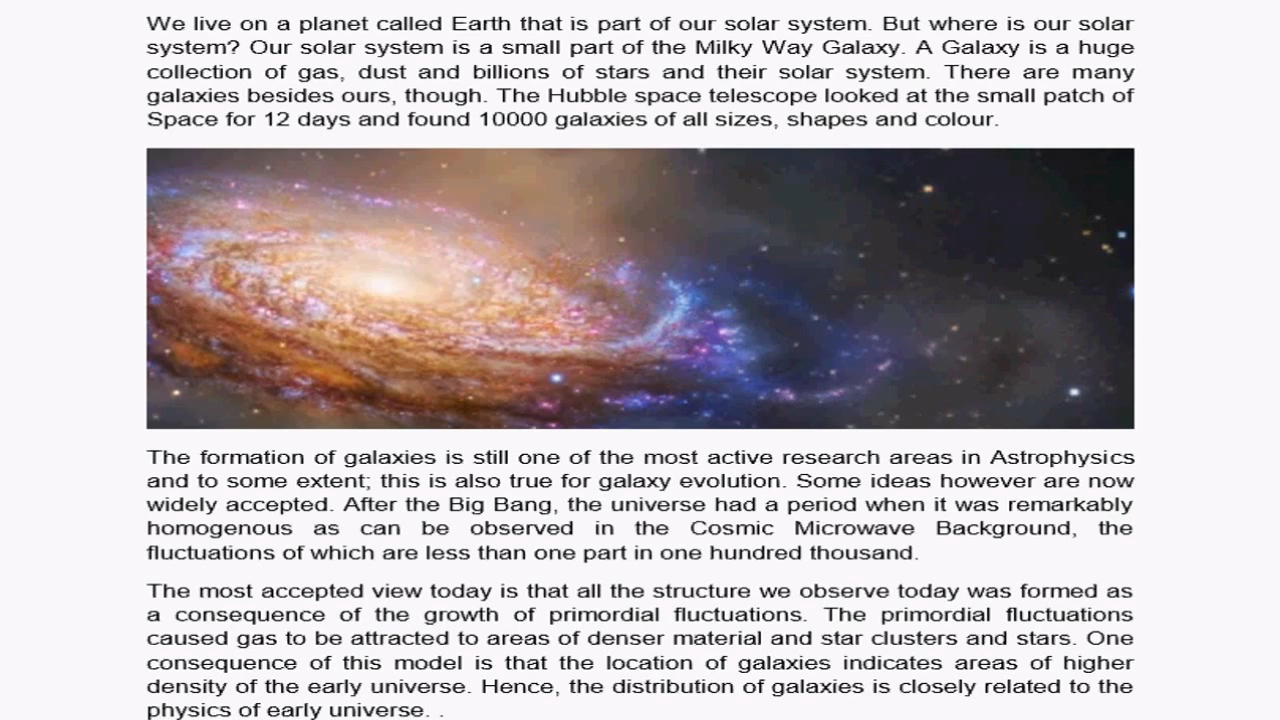 We live on a planet called Earth that is part of our solar system. But where is our solar
system? Our solar system is a small part of the Milky Way Galaxy. A Galaxy is a huge
collection of gas, dust and billions of stars and their solar system. There are many
galaxies besides ours, though. The Hubble space telescope looked at the small patch of
Space for 12 days and found 10000 galaxies of all sizes, shapes and colour.
The formation of galaxies is still one of the most active research areas in Astrophysics
and to some extent; this is also true for galaxy evolution. Some ideas however are now
widely accepted. After the Big Bang, the universe had a period when it was remarkably
homogenous as can be observed in the Cosmic Microwave Background, the
fluctuations of which are less than one part in one hundred thousand.
The most accepted view today is that all the structure we observe today was formed as
a consequence of the growth of primordial fluctuations. The primordial fluctuations
caused gas to be attracted to areas of denser material and star clusters and stars. One
consequence of this model is that the location of galaxies indicates areas of higher
density of the early universe. Hence, the distribution of galaxies is closely related to the
physics of early universe. .